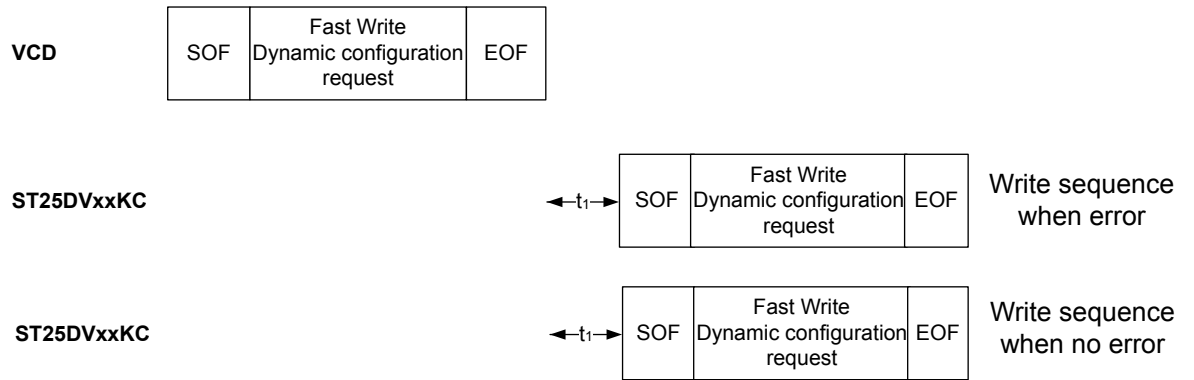 VCD
SOF
Fast Write
Dynamic configuration
request
EOF
ST25DVxxKC
t1
SOF
Fast Write
Dynamic configuration
request
EOF
Write sequence
when error
ST25DVxxKC
t1
SOF
Fast Write
Dynamic configuration
request
EOF
Write sequence
when no error